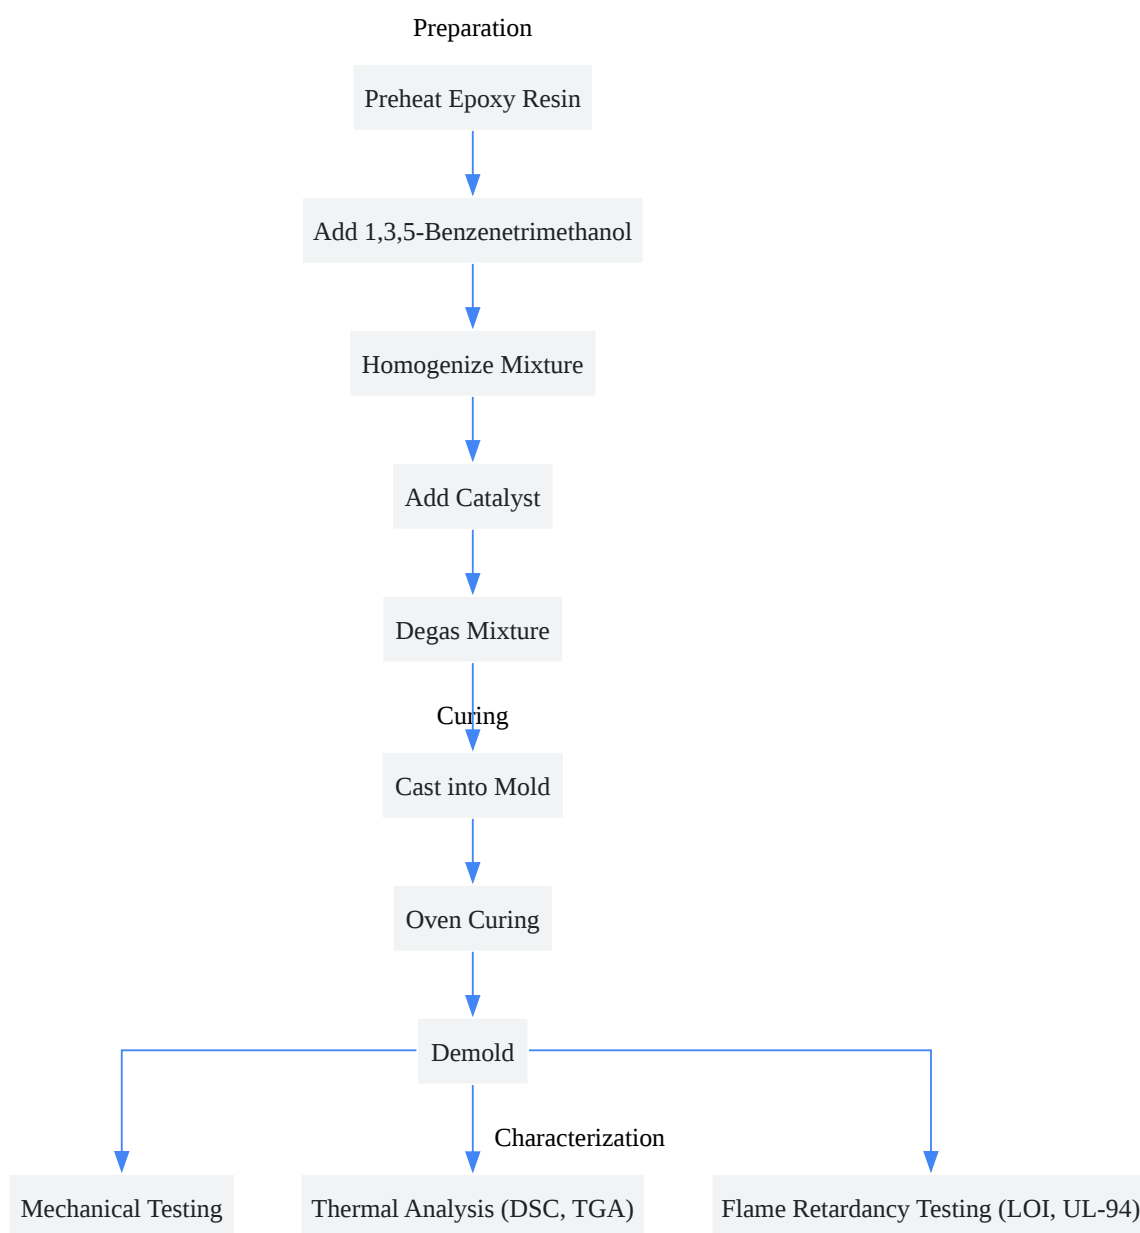 Preparation
Preheat Epoxy Resin
Add 1,3,5-Benzenetrimethanol
Homogenize Mixture
Add Catalyst
Degas Mixture
Curing
Cast into Mold
Oven Curing
Demold
Characterization
Mechanical Testing
Thermal Analysis (DSC, TGA)
Flame Retardancy Testing (LOI, UL-94)